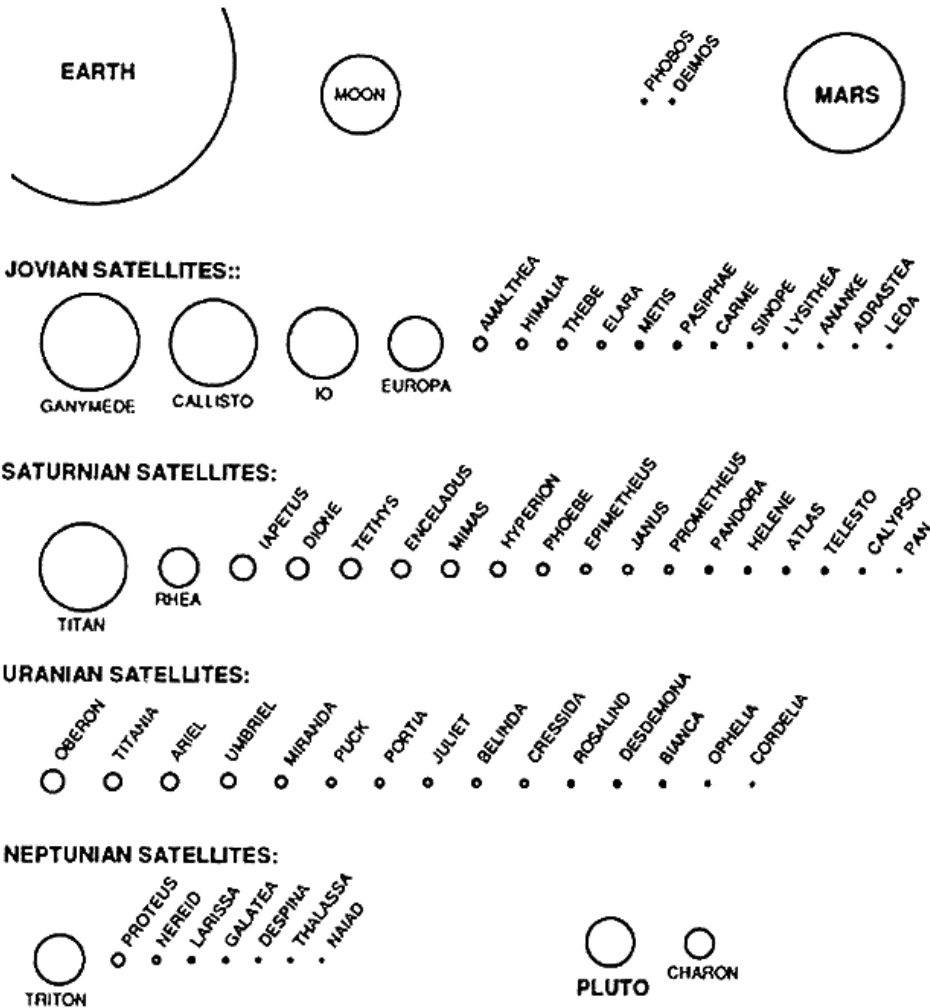 EARTH
MOON
PHOBOS
DEIMOS
MARS
JOVIAN SATELLITES::
GANYMEDE
CALLISTO
IO
EUROPA
AMALTHEA
HIMALIA
THEBE
ELARA
METIS
PASIPHAE
CARIME
SINOPE
LYSITHEA
ANANKE
ADRASTEA
LEDA
SATURNIAN SATELLITES:
TITAN
RHEA
IAPETUS
DIONE
TETHYS
ENCELADUS
MIMAS
HYPERION
PHOEBE
EPIMETHEUS
JANUS
PROMETHEUS
PANDORA
HELENE
ATLAS
TELESTO
CALYPSO
PAN
URANIAN SATELLITES:
OBERON
TITANIA
ARIEL
UMBRIEL
MIRANDA
PUCK
PORTIA
JULIET
BELINDA
CRESSIDA
ROSALIND
DESDEMONA
BIANCA
OPHELIA
CORDELIA
NEPTUNIAN SATELLITES:
TRITON
PROTEUS
NEREID
LARISSA
GALATEA
DESPINA
THALASSA
NAIAD
PLUTO
CHARON